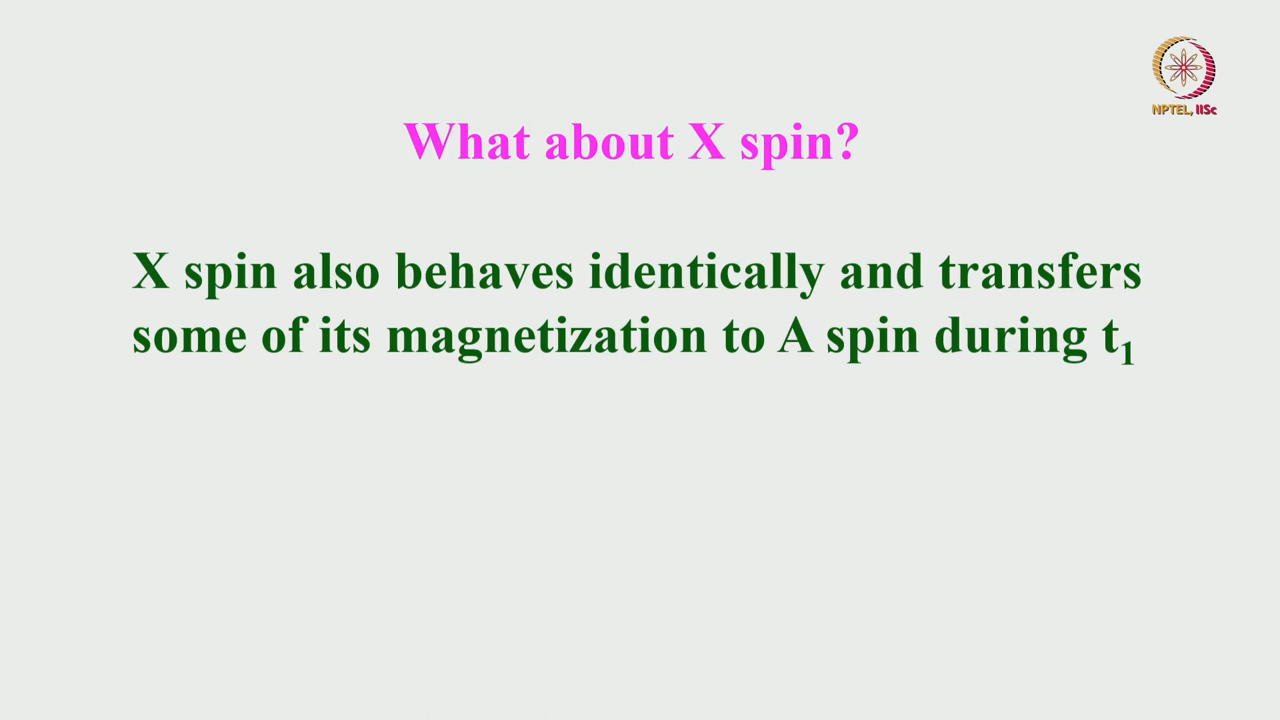 NPTEL, IISc
What about X spin?
X spin also behaves identically and transfers
some of its magnetization to A spin during t₁